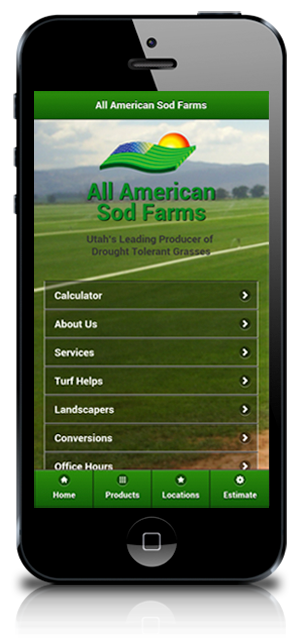 All American Sod Farms
All American
Sod Farms
Utah's Leading Producer of
Drought Tolerant Grasses
Calculator
About Us
Services
Turf Helps
Landscapers
Conversions
Office Hours
Home Products Locations Estimate